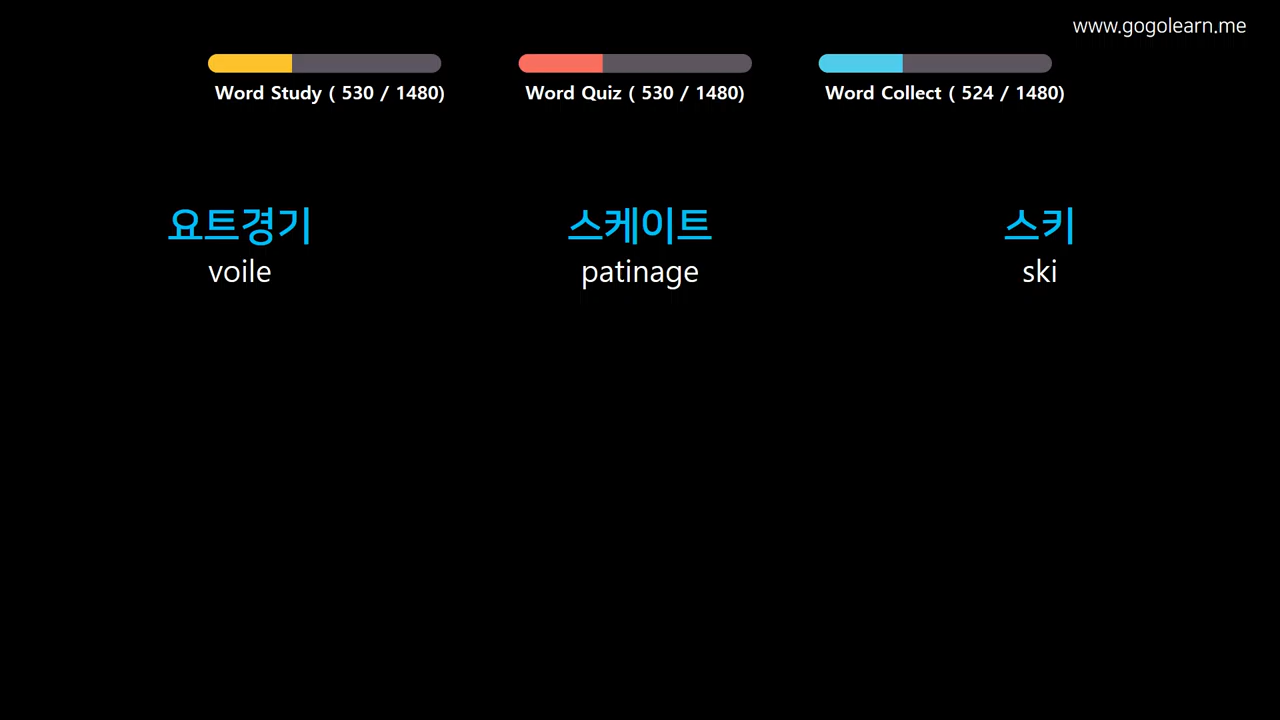 www.gogolearn.me
Word Study ( 530 / 1480)
Word Quiz ( 530 / 1480)
Word Collect ( 524 / 1480)
요트경기
voile
스케이트
patinage
스키
ski